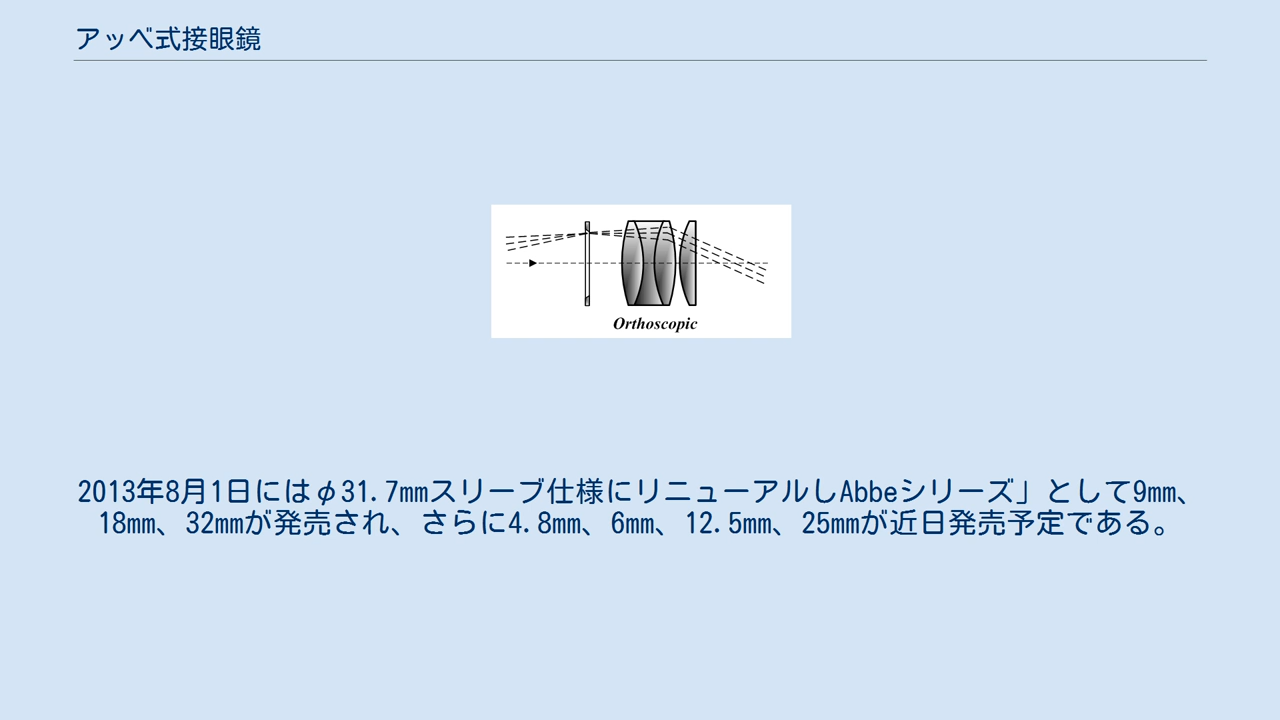 アッベ式接眼鏡
Orthoscopic
2013年8月1日にはφ31.7mmスリーブ仕様にリニューアルしAbbeシリーズ」として9mm、
18mm、32mmが発売され、さらに4.8mm、6mm、12.5mm、25mmが近日発売予定である。